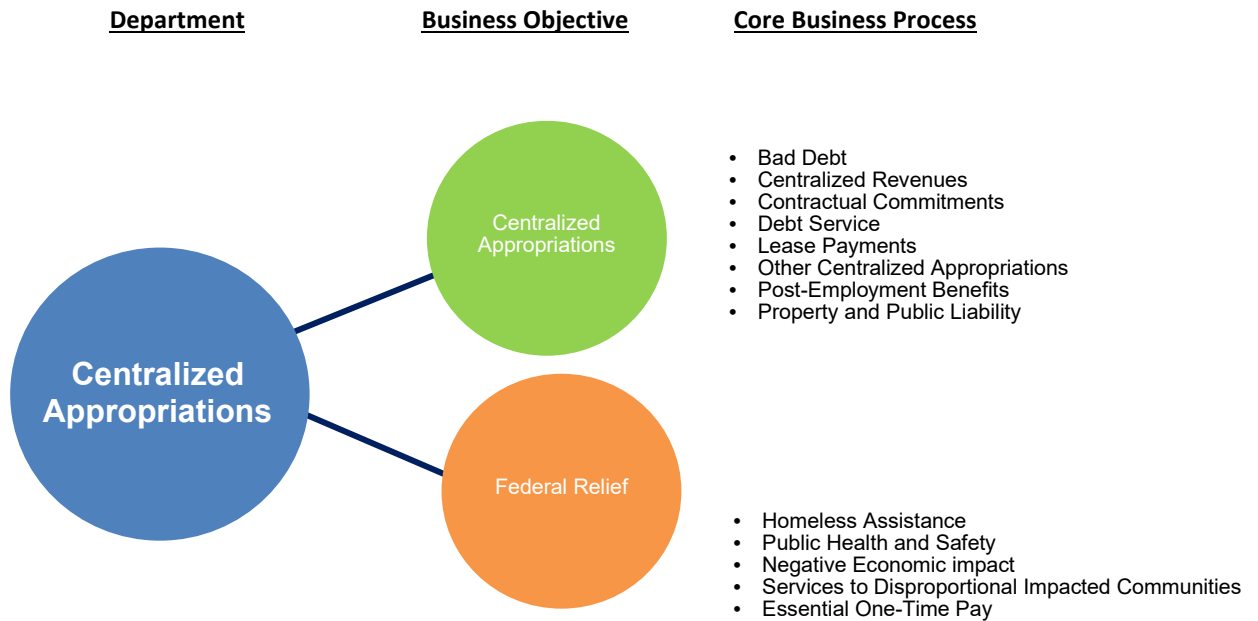 Department Business Objective Core Business Process
Centralized
Appropriations
Centralized
Appropriations
• Bad Debt
• Centralized Revenues
• Contractual Commitments
• Debt Service
• Lease Payments
• Other Centralized Appropriations
• Post-Employment Benefits
• Property and Public Liability
Federal Relief
• Homeless Assistance
• Public Health and Safety
• Negative Economic impact
• Services to Disproportional Impacted Communities
• Essential One-Time Pay